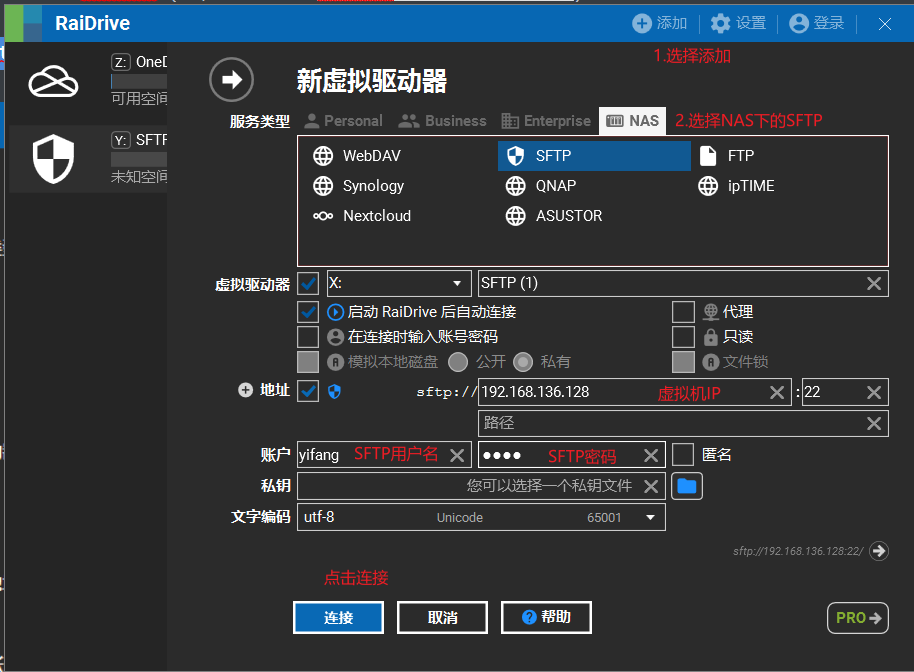 RaiDrive 添加 设置 登录
1.选择添加
Z: OneD
可用空间
Y: SFTP
未知空间
新虚拟驱动器
服务类型 Personal Business Enterprise NAS 2.选择NAS下的SFTP
WebDAV SFTP FTP
Synology QNAP ipTIME
Nextcloud ASUSTOR
虚拟驱动器 X: SFTP (1)
启动 RaiDrive 后自动连接 代理
在连接时输入账号密码 只读
模拟本地磁盘 公开 私有 文件锁
地址 sftp:// 192.168.136.128 虚拟机IP : 22
路径
账户 yifang SFTP用户名 SFTP密码 匿名
私钥 您可以选择一个私钥文件
文字编码 utf-8 Unicode 65001
sftp://192.168.136.128:22/
点击连接
连接 取消 帮助 PRO